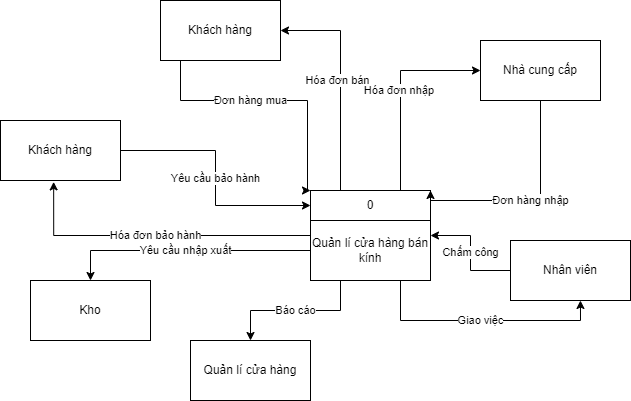 Khách hàng
Hóa đơn bán
Nhà cung cấp
Hóa đơn nhập
Đơn hàng mua
Khách hàng
Yêu cầu bảo hành
0
Đơn hàng nhập
Hóa đơn bảo hành
Quản lí cửa hàng bán
kính
Yêu cầu nhập xuất
Chấm công
Nhân viên
Kho
Báo cáo
Giao việc
Quản lí cửa hàng